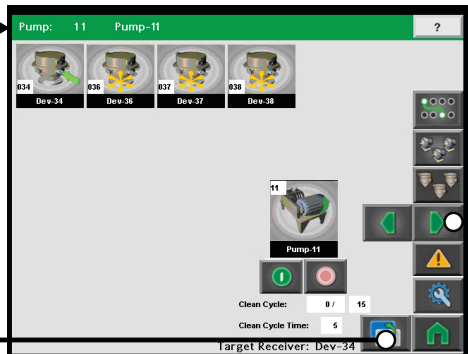 Pump: 11 Pump-11 ?
034 036 037 038
Dev-34 Dev-36 Dev-37 Dev-38
11
Pump-11
Clean Cycle: 0 / 15
Clean Cycle Time: 5
Target Receiver: Dev-34